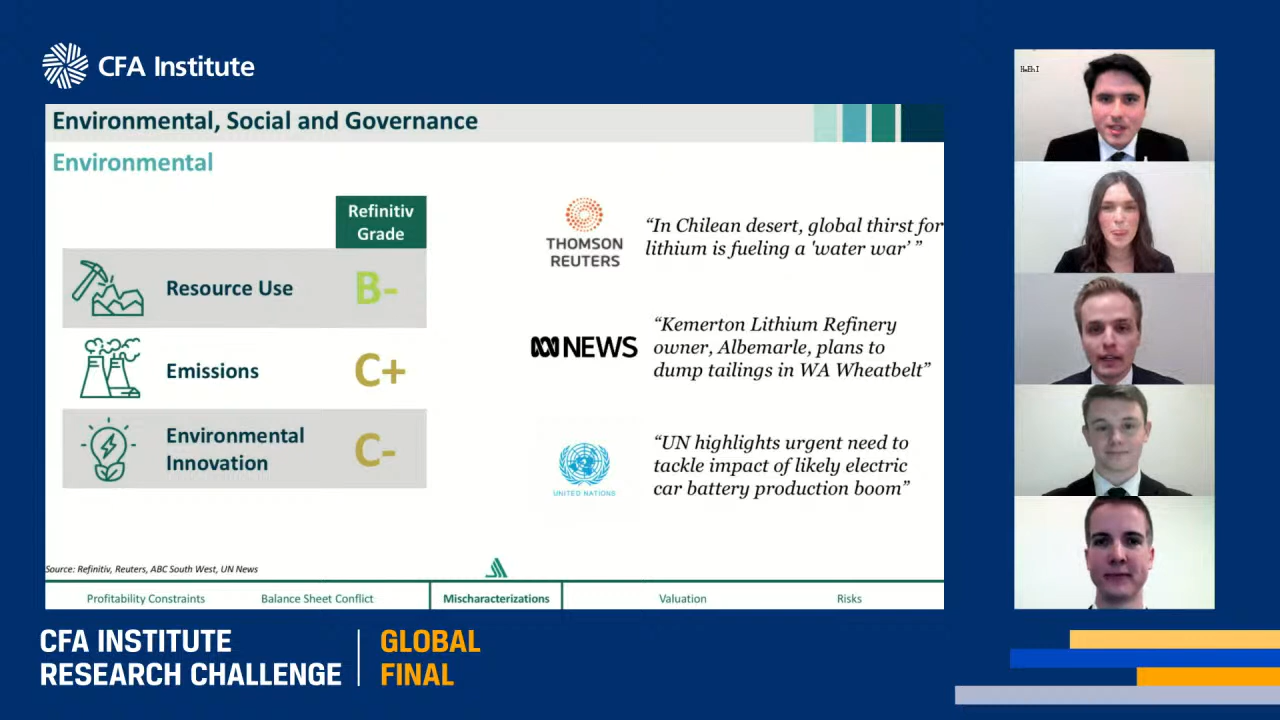 CFA Institute
Environmental, Social and Governance
Environmental
Refinitiv
Grade
Resource Use
B-
Emissions
C+
Environmental
Innovation
C-
THOMSON
REUTERS
“In Chilean desert, global thirst for
lithium is fueling a 'water war' ”
NEWS
“Kemerton Lithium Refinery
owner, Albemarle, plans to
dump tailings in WA Wheatbelt”
UNITED NATIONS
“UN highlights urgent need to
tackle impact of likely electric
car battery production boom”
Source: Refinitiv, Reuters, ABC South West, UN News
Profitability Constraints
Balance Sheet Conflict
Mischaracterizations
Valuation
Risks
CFA INSTITUTE
RESEARCH CHALLENGE
GLOBAL
FINAL